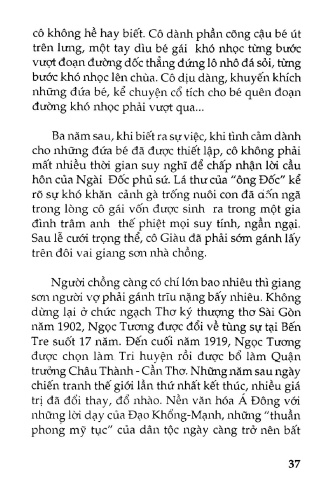 cô không hề hay biết. Cô dành phần cõng cậu bé út
trên lưng, một tay dìu bé gái khó nhọc từng bước
vượt đoạn đường dốc thẳng đứng lô nhô đá sỏi, từng
bước khó nhọc lên chùa. Cô dịu dàng, khuyến khích
những đứa bé, kể chuyện cổ tích cho bé quên đoạn
đường khó nhọc phải vượt qua...
Ba năm sau, khi biết ra sự việc, khi tình cảm dành
cho những đứa bé đã được thiết lập, cô không phải
mất nhiều thời gian suy nghĩ để chấp nhận lời cầu
hôn của Ngài Đốc phủ sứ. Lá thư của “ông Đốc” kể
rõ sự khó khăn cảnh gà trống nuôi con đã đốn ngã
trong lòng cô gái vốn được sinh ra trong một gia
đình trâm anh thế phiệt mọi suy tính, ngần ngại.
Sau lễ cưới trọng thể, cô Giàu đã phải sớm gánh lấy
trên đôi vai giang sơn nhà chồng.
Người chồng càng có chí lớn bao nhiêu thì giang
sơn người vợ phải gánh trĩu nặng bấy nhiêu. Không
dừng lại ở chức ngạch Thơ ký thượng thơ Sài Gòn
năm 1902, Ngọc Tương được đổi về tùng sự tại Bến
Tre suốt 17 năm. Đến cuối năm 1919, Ngọc Tương
được chọn làm Tri huyện rồi được bổ làm Quận
trưởng Châu Thành - Cần Thơ. Những năm sau ngày
chiến tranh thế giới lần thứ nhất kết thúc, nhiều giá
trị đã đổi thay, đổ nhào. Nền văn hóa Á Đông với
những lời dạy của Đạo Khổng-Mạnh, những “thuần
phong mỹ tục” của dân tộc ngày càng trở nên bất
37